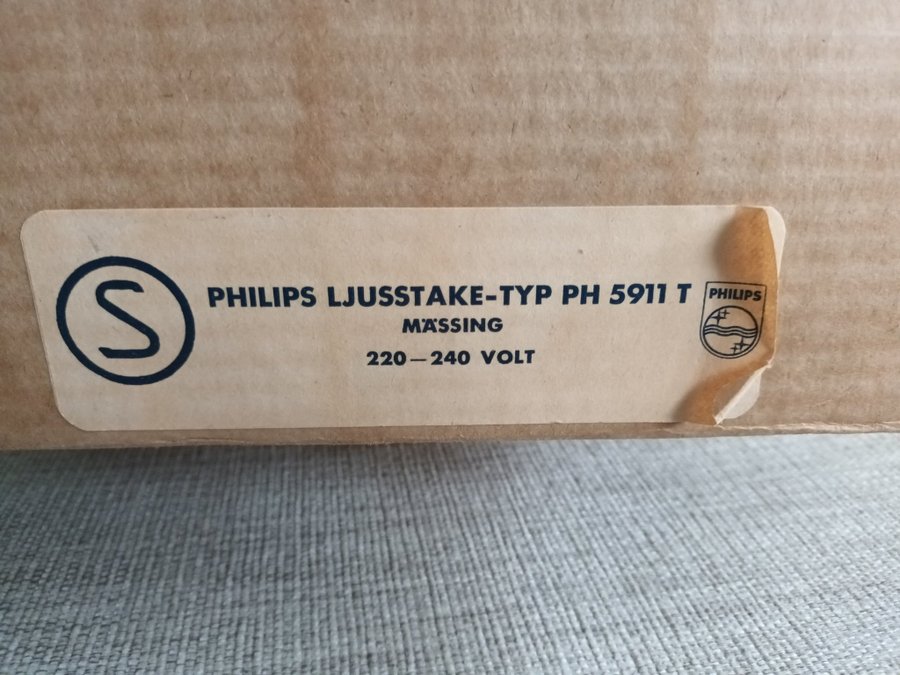 S
PHILIPS LJUSSTAKE-TYP PH 5911 T
MÄSSING
220—240 VOLT
PHILIPS